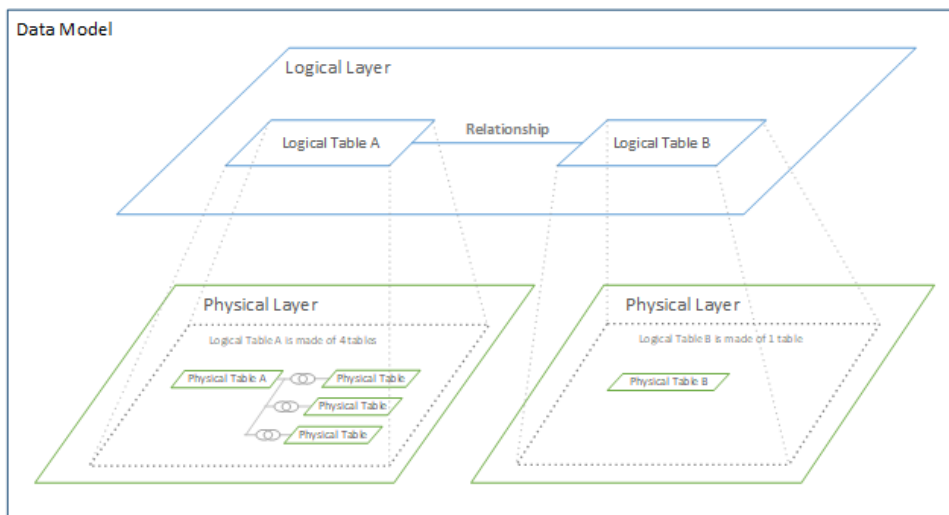 Data Model
Logical Layer
Logical Table A
Relationship
Logical Table B
Physical Layer
Logical Table A is made of 4 tables
Physical Table A
Physical Table
Physical Table
Physical Table
Physical Layer
Logical Table B is made of 1 table
Physical Table B